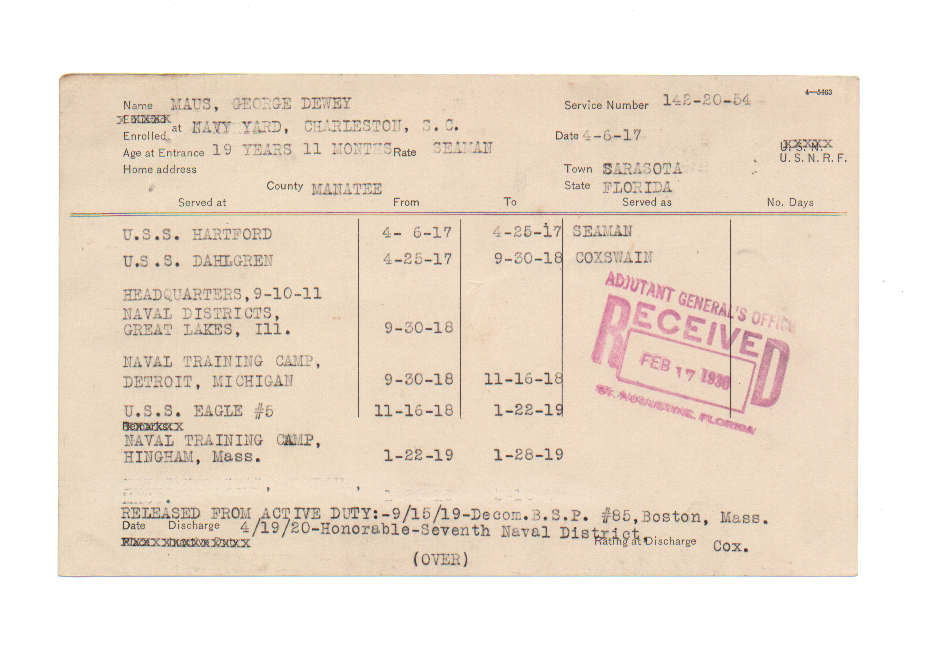 4—5463
Name MAUS, GEORGE DEWEY Service Number 142-20-54
Enrolled at NAVY YARD, CHARLESTON, S.C. Date 4-6-17
U. S. N.
Age at Entrance 19 YEARS 11 MONTHS Rate SEAMAN U. S. N. R. F.
Home address Town SARASOTA
County MANATEE State FLORIDA
Served at From To Served as No. Days
U.S.S. HARTFORD 4- 6-17 4-25-17 SEAMAN
U.S.S. DAHLGREN 4-25-17 9-30-18 COXSWAIN
HEADQUARTERS,9-10-11
NAVAL DISTRICTS,
GREAT LAKES, Ill. 9-30-18
NAVAL TRAINING CAMP,
DETROIT, MICHIGAN 9-30-18 11-16-18
U.S.S. EAGLE #5 11-16-18 1-22-19
NAVAL TRAINING CAMP,
HINGHAM, Mass. 1-22-19 1-28-19
ADJUTANT GENERAL'S OFFICE
RECEIVED
FEB 17 1930
ST. AUGUSTINE, FLORIDA
RELEASED FROM ACTIVE DUTY:-9/15/19-Decom.B.S.P. #85,Boston, Mass.
Date Discharge 4/19/20-Honorable-Seventh Naval District.
Rating at Discharge Cox.
(OVER)